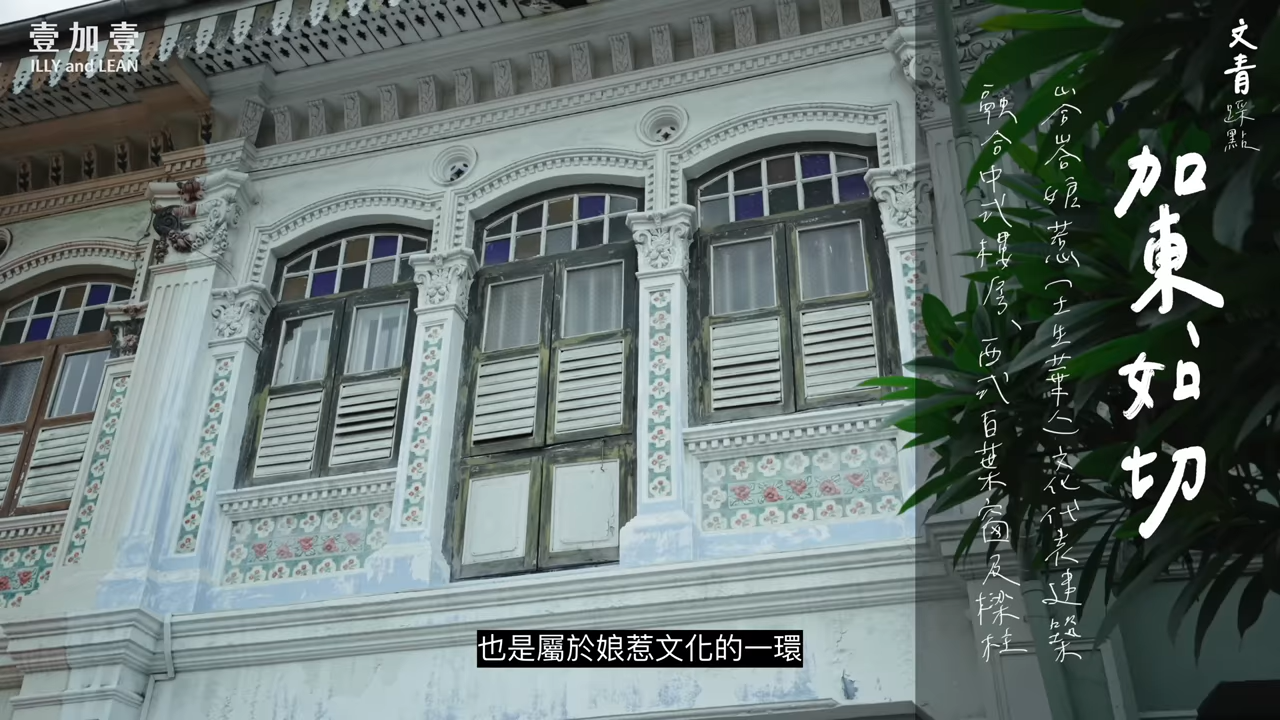 壹加壹
ILLY and LEAN
文青
踩點
加東、如切
峇峇娘惹(土生華人)文化代表建築
融合中式樓房、西式百葉窗及樑柱
也是屬於娘惹文化的一環